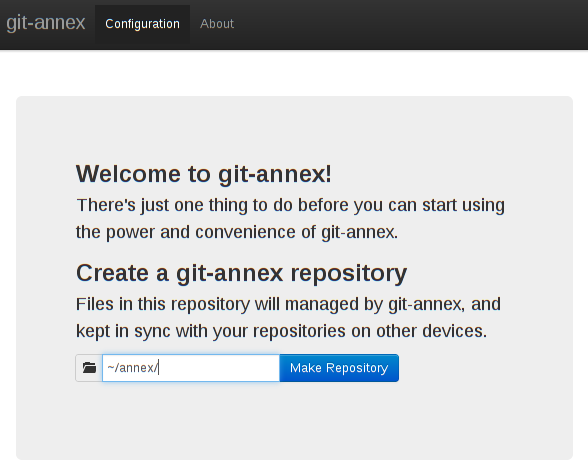 git-annex Configuration About
Welcome to git-annex!
There's just one thing to do before you can start using
the power and convenience of git-annex.
Create a git-annex repository
Files in this repository will managed by git-annex, and
kept in sync with your repositories on other devices.
~/annex/ Make Repository